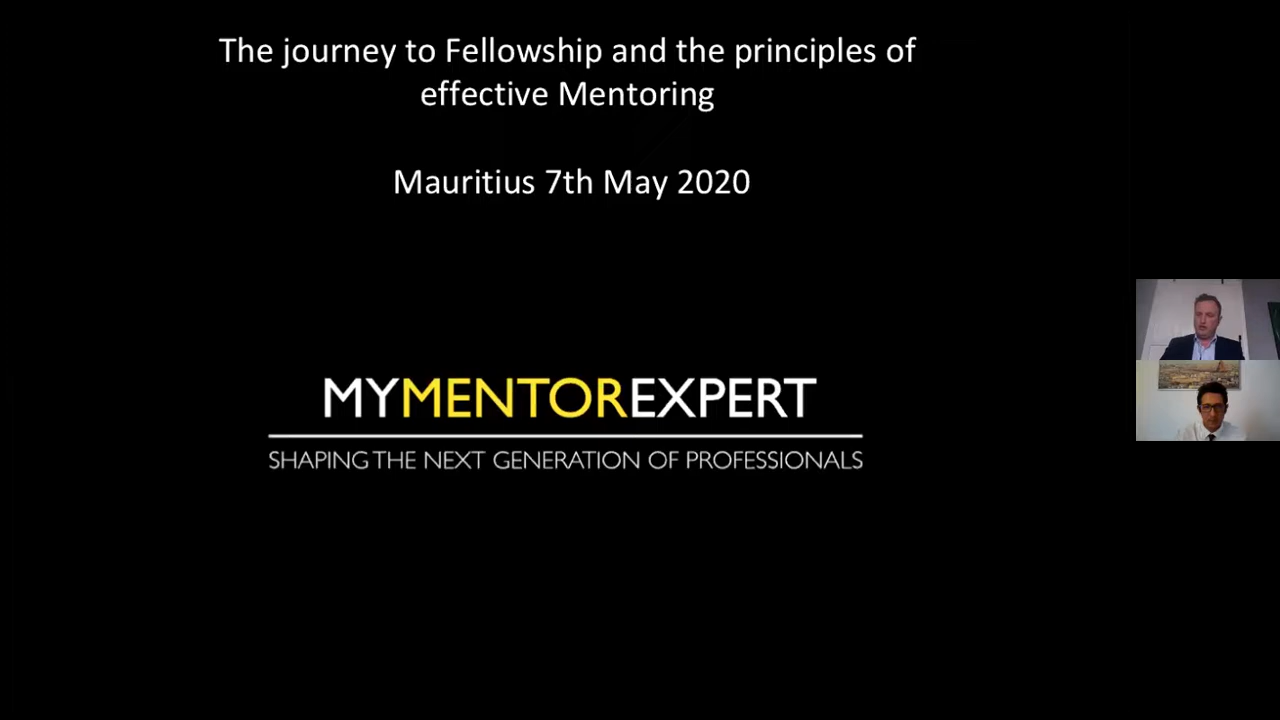 The journey to Fellowship and the principles of
effective Mentoring
Mauritius 7th May 2020
MYMENTOREXPERT
SHAPING THE NEXT GENERATION OF PROFESSIONALS